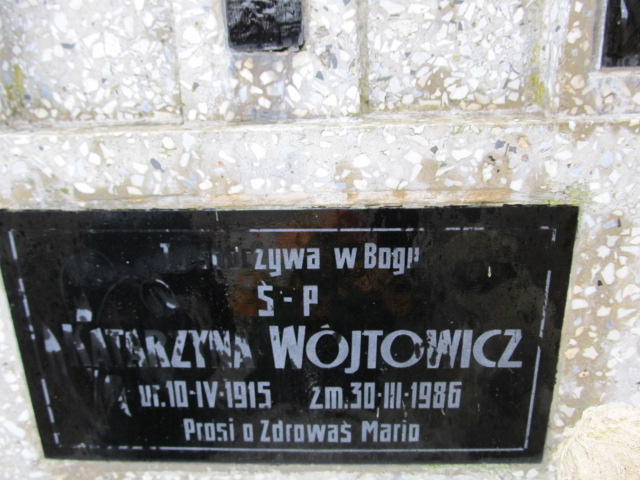 w Bogu
Ś - P
KATARZYNA WÓJTOWICZ
ur. 10-IV-1915 zm. 30-III-1986
Prosi o Zdrowaś Mario